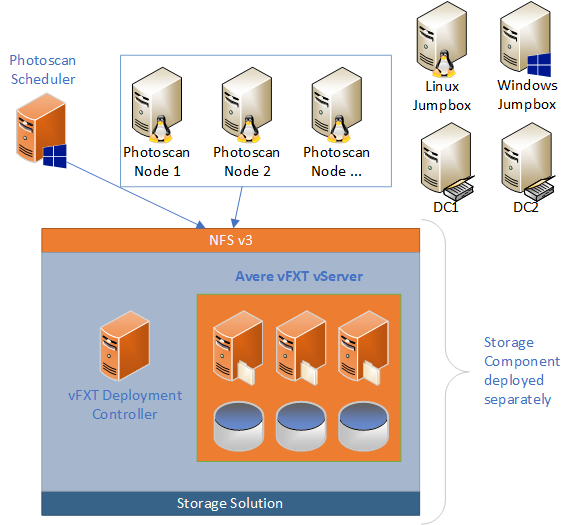 Photoscan
Scheduler
Photoscan
Node 1
Photoscan
Node 2
Photoscan
Node ...
Linux
Jumpbox
Windows
Jumpbox
DC1
DC2
NFS v3
Avere vFXT vServer
vFXT Deployment
Controller
Storage
Component
deployed
separately
Storage Solution